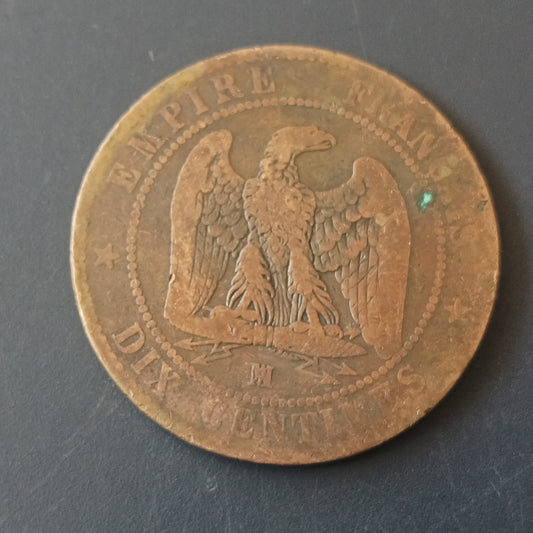 EMPIRE FRANÇAIS
DIX CENTIMES